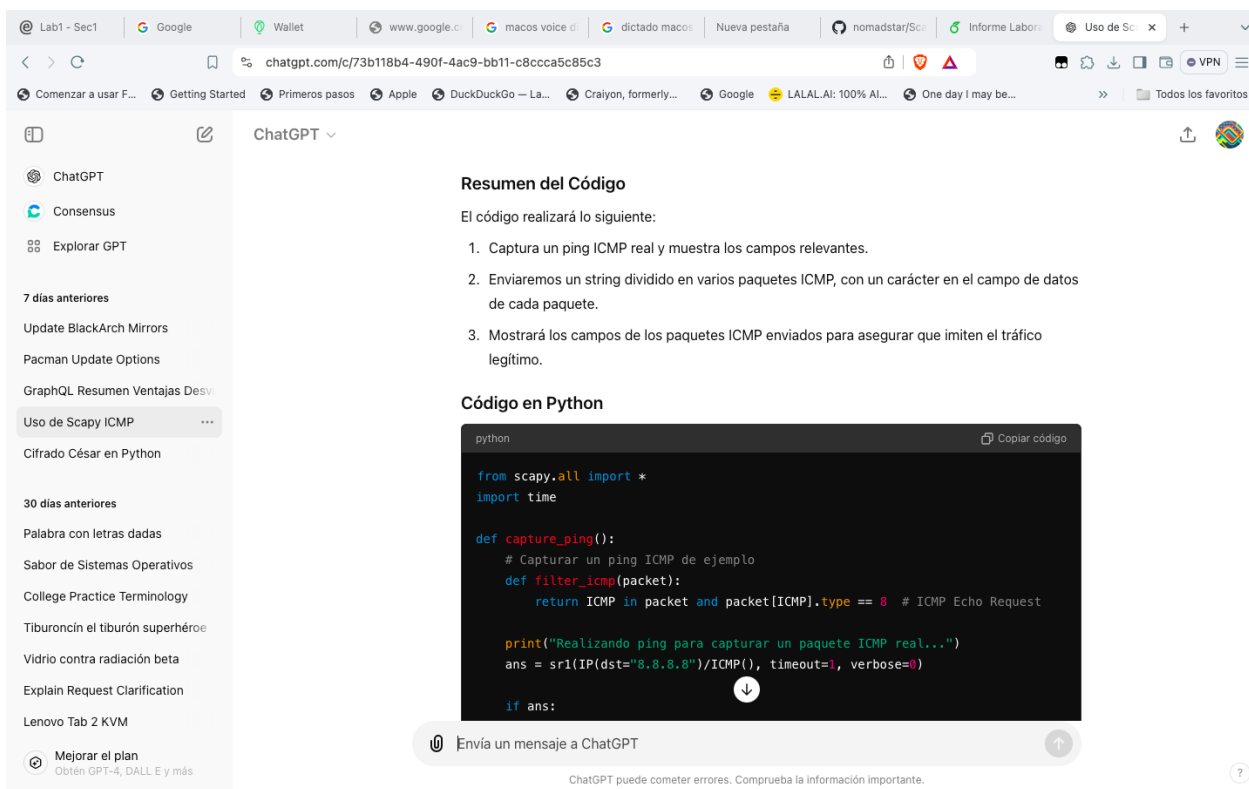 Lab1 - Sec1
Google
Wallet
www.google.c
macos voice d
dictado macos
Nueva pestaña
nomadstar/Sc
Informe Labora
Uso de Sc
chatgpt.com/c/73b118b4-490f-4ac9-bb11-c8ccca5c85c3
VPN
Comenzar a usar F...
Getting Started
Primeros pasos
Apple
DuckDuckGo — La...
Craiyon, formerly...
Google
LALAL.AI: 100% AI...
One day I may be...
Todos los favoritos
ChatGPT
ChatGPT
Consensus
Explorar GPT
7 días anteriores
Update BlackArch Mirrors
Pacman Update Options
GraphQL Resumen Ventajas Desv
Uso de Scapy ICMP
Cifrado César en Python
30 días anteriores
Palabra con letras dadas
Sabor de Sistemas Operativos
College Practice Terminology
Tiburoncín el tiburón superhéroe
Vidrio contra radiación beta
Explain Request Clarification
Lenovo Tab 2 KVM
Mejorar el plan
Obtén GPT-4, DALL E y más
Resumen del Código
El código realizará lo siguiente:
1. Captura un ping ICMP real y muestra los campos relevantes.
2. Enviaremos un string dividido en varios paquetes ICMP, con un carácter en el campo de datos
de cada paquete.
3. Mostrará los campos de los paquetes ICMP enviados para asegurar que imiten el tráfico
legítimo.
Código en Python
python
Copiar código
from scapy.all import *
import time
def capture_ping():
# Capturar un ping ICMP de ejemplo
def filter_icmp(packet):
return ICMP in packet and packet[ICMP].type == 8 # ICMP Echo Request
print("Realizando ping para capturar un paquete ICMP real...")
ans = sr1(IP(dst="8.8.8.8")/ICMP(), timeout=1, verbose=0)
if ans:
Envía un mensaje a ChatGPT
ChatGPT puede cometer errores. Comprueba la información importante.
?